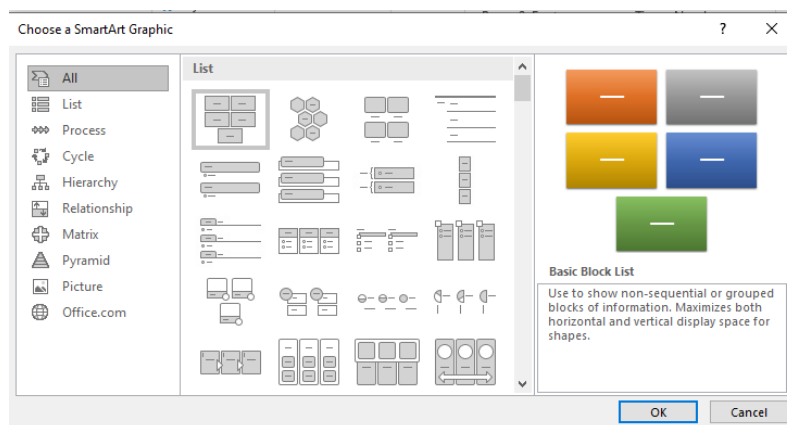 Choose a SmartArt Graphic
?
All
List
Process
Cycle
Hierarchy
Relationship
Matrix
Pyramid
Picture
Office.com
List
Basic Block List
Use to show non-sequential or grouped
blocks of information. Maximizes both
horizontal and vertical display space for
shapes.
OK
Cancel